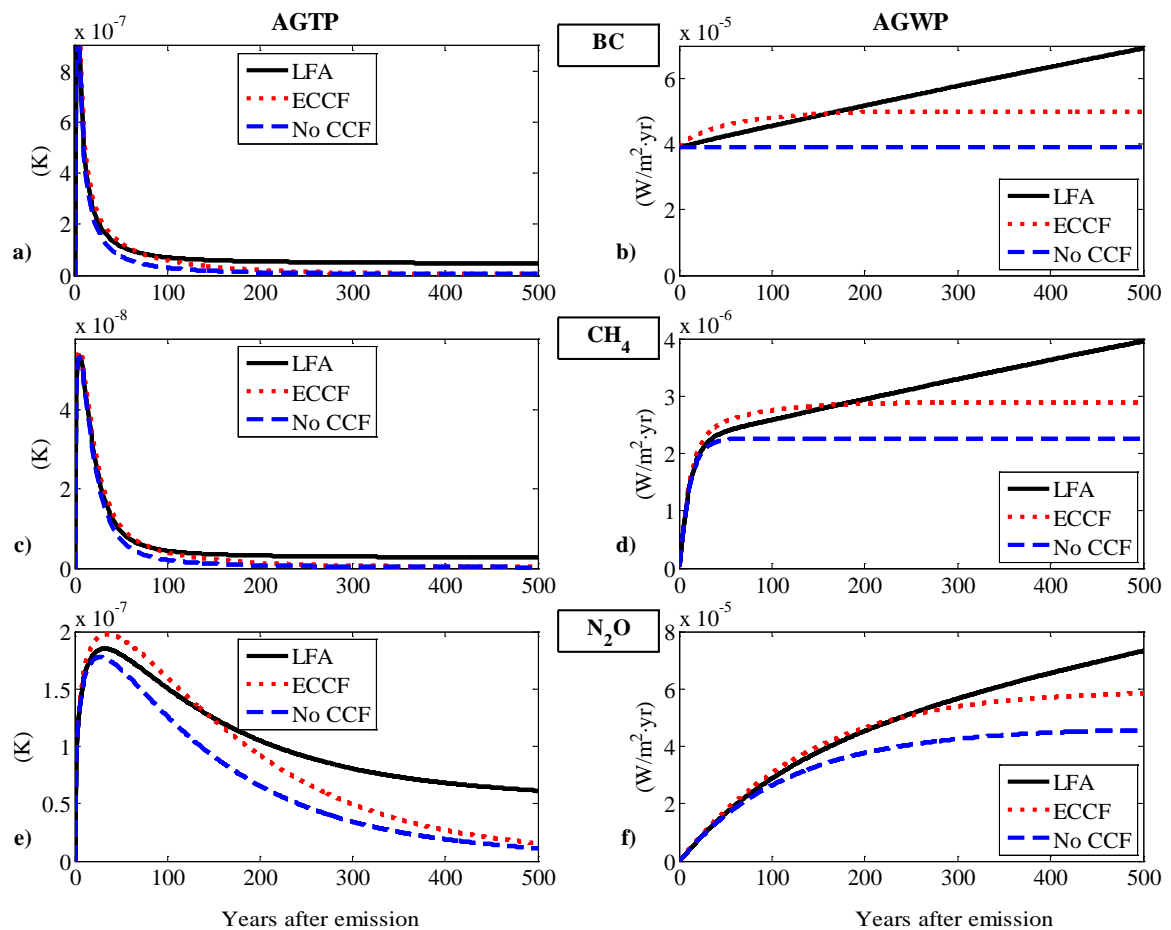 AGTP
BC
AGWP
x 10^-7
x 10^-5
LFA
ECCF
No CCF
8
6
4
2
0
(K)
a)
0 100 200 300 400 500
6
4
2
0
(W/m²·yr)
b)
LFA
ECCF
No CCF
0 100 200 300 400 500
CH₄
x 10^-8
x 10^-6
LFA
ECCF
No CCF
4
2
0
(K)
c)
0 100 200 300 400 500
4
3
2
1
0
(W/m²·yr)
d)
LFA
ECCF
No CCF
0 100 200 300 400 500
N₂O
x 10^-7
x 10^-5
LFA
ECCF
No CCF
2
1.5
1
0.5
0
(K)
e)
0 100 200 300 400 500
Years after emission
8
6
4
2
0
(W/m²·yr)
f)
LFA
ECCF
No CCF
0 100 200 300 400 500
Years after emission